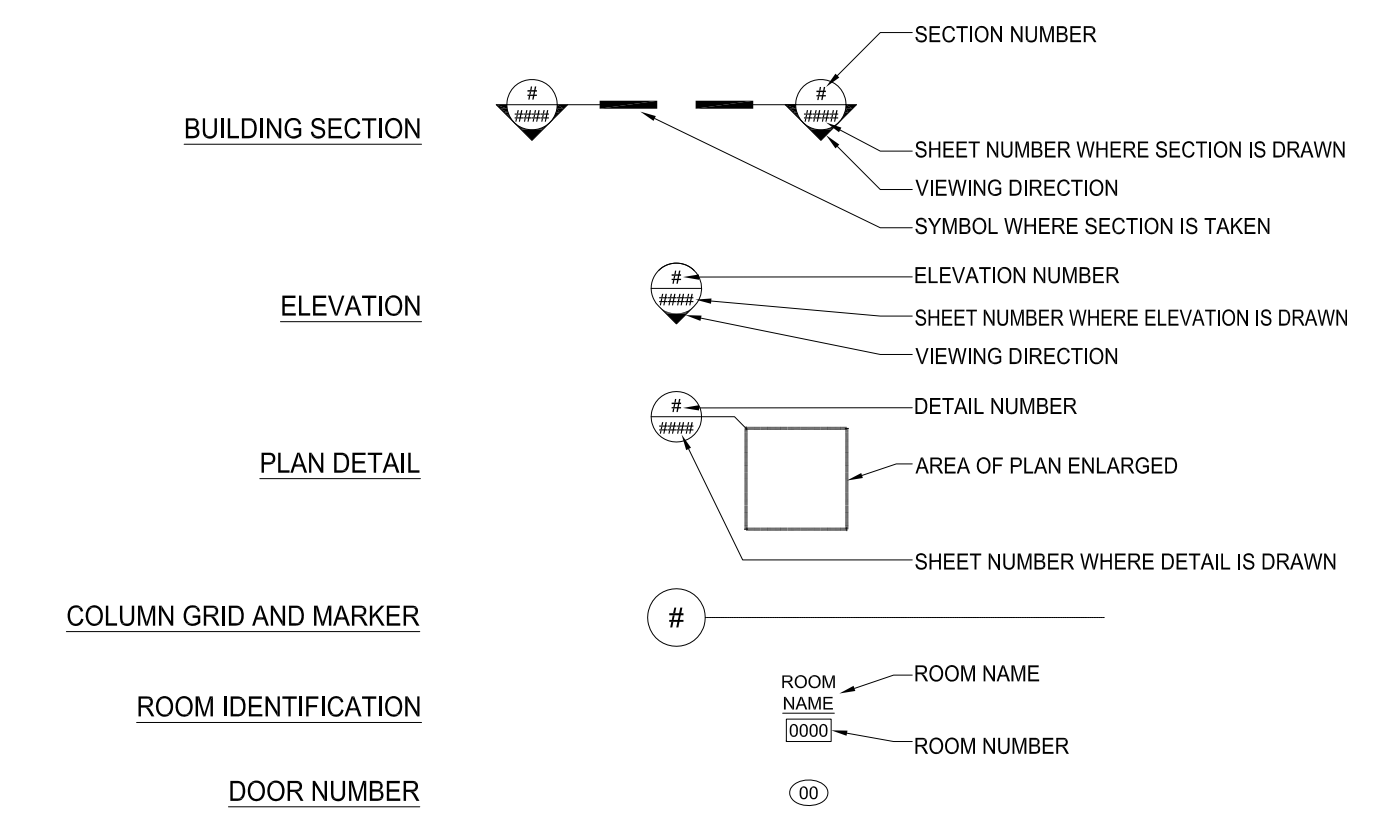 SECTION NUMBER
# #
#### ####
BUILDING SECTION
SHEET NUMBER WHERE SECTION IS DRAWN
VIEWING DIRECTION
SYMBOL WHERE SECTION IS TAKEN
# ELEVATION NUMBER
####
ELEVATION
SHEET NUMBER WHERE ELEVATION IS DRAWN
VIEWING DIRECTION
# DETAIL NUMBER
####
PLAN DETAIL
AREA OF PLAN ENLARGED
SHEET NUMBER WHERE DETAIL IS DRAWN
COLUMN GRID AND MARKER #
ROOM IDENTIFICATION
ROOM
NAME
0000
ROOM NAME
ROOM NUMBER
DOOR NUMBER 00